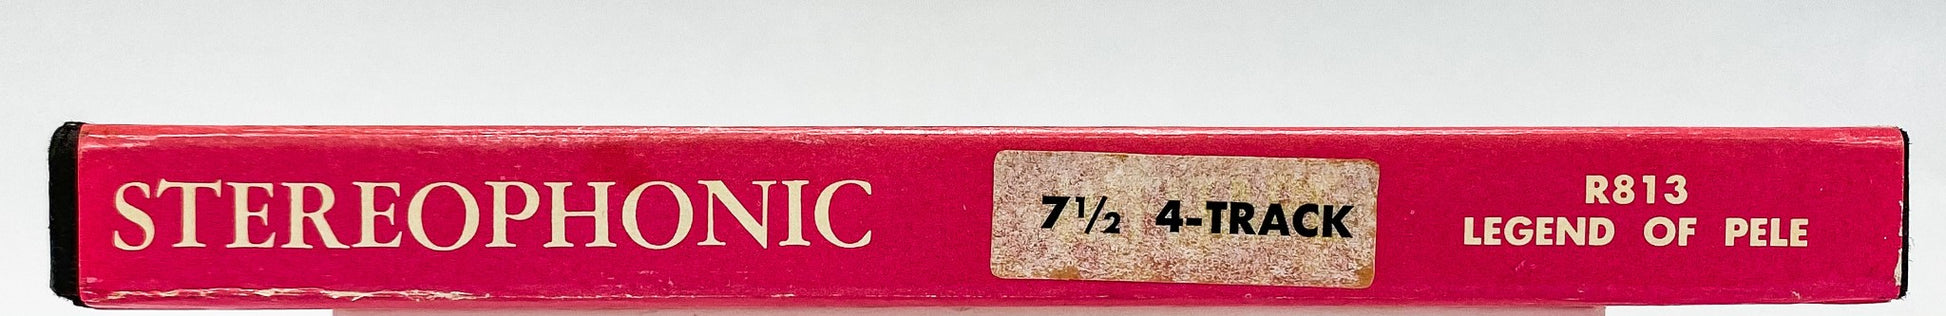 STEREOPHONIC
7½ 4-TRACK
R813
LEGEND OF PELE